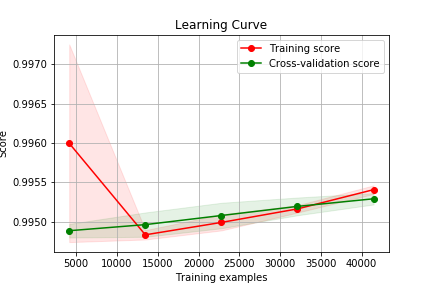 Learning Curve
Training score
Cross-validation score
0.9970
0.9965
0.9960
0.9955
0.9950
Score
5000 10000 15000 20000 25000 30000 35000 40000
Training examples